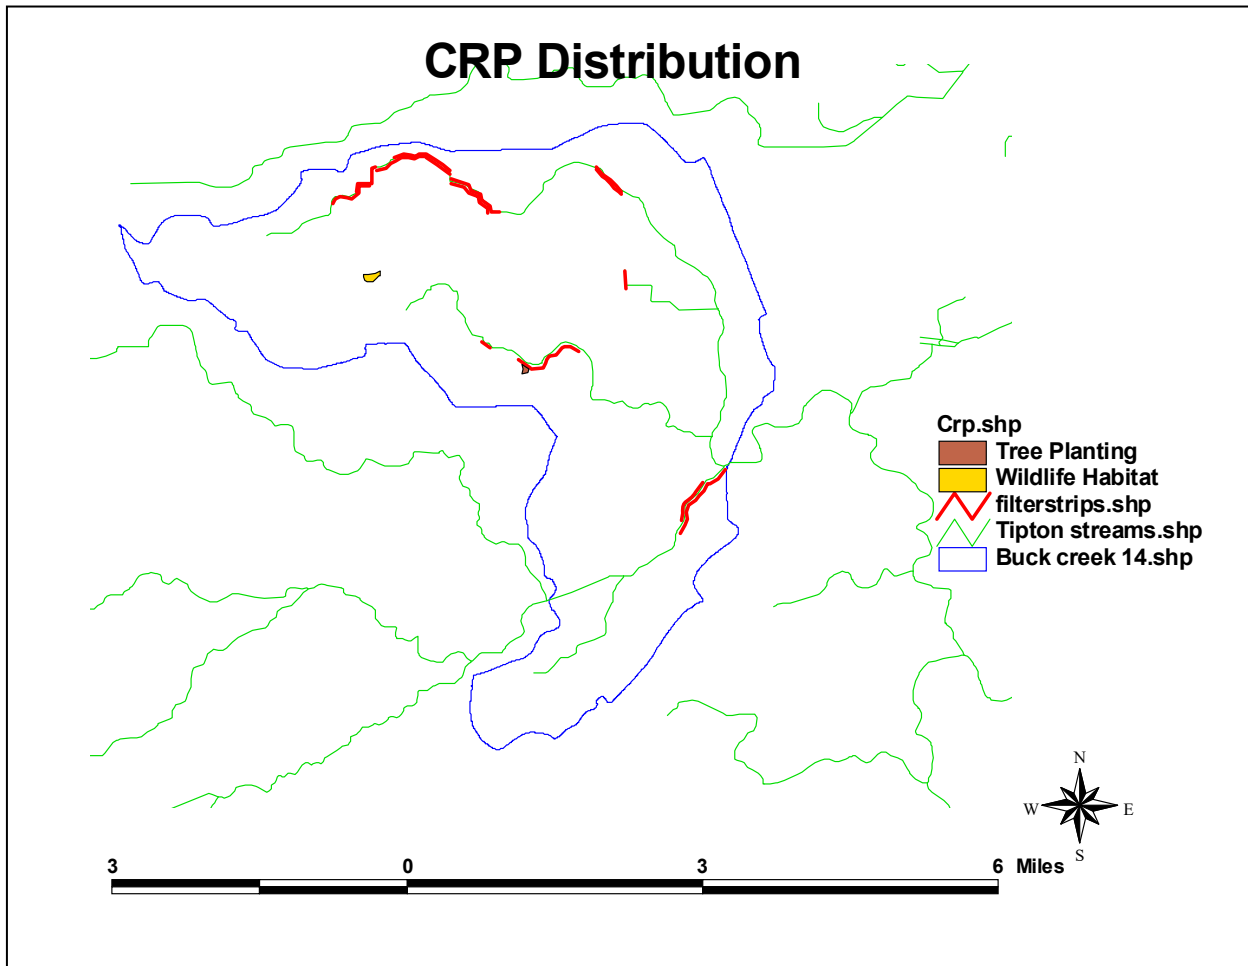 CRP Distribution
Crp.shp
Tree Planting
Wildlife Habitat
filterstrips.shp
Tipton streams.shp
Buck creek 14.shp
N
W E
S
3 0 3 6 Miles